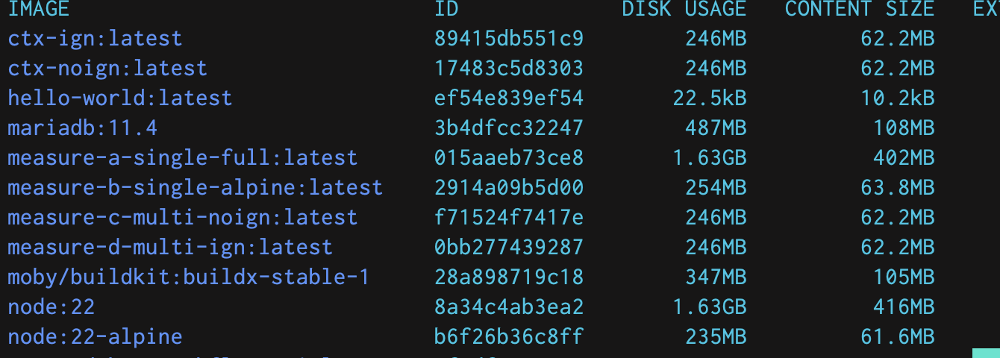 IMAGE ID DISK USAGE CONTENT SIZE
ctx-ign:latest 89415db551c9 246MB 62.2MB
ctx-noign:latest 17483c5d8303 246MB 62.2MB
hello-world:latest ef54e839ef54 22.5kB 10.2kB
mariadb:11.4 3b4dfcc32247 487MB 108MB
measure-a-single-full:latest 015aaeb73ce8 1.63GB 402MB
measure-b-single-alpine:latest 2914a09b5d00 254MB 63.8MB
measure-c-multi-noign:latest f71524f7417e 246MB 62.2MB
measure-d-multi-ign:latest 0bb277439287 246MB 62.2MB
moby/buildkit:buildx-stable-1 28a898719c18 347MB 105MB
node:22 8a34c4ab3ea2 1.63GB 416MB
node:22-alpine b6f26b36c8ff 235MB 61.6MB